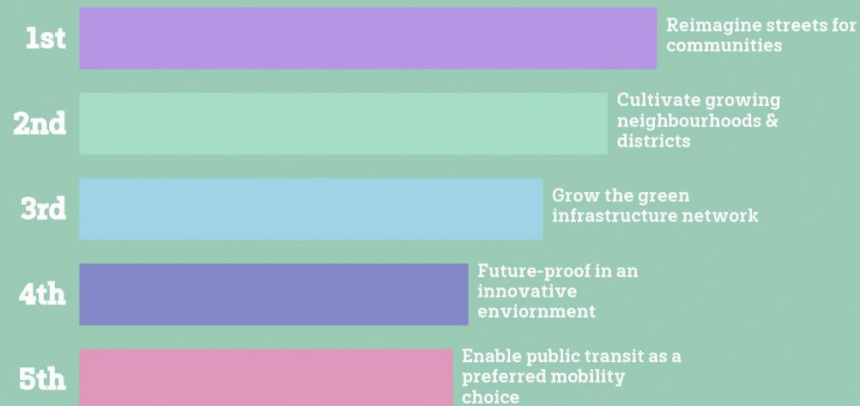 1st
Reimagine streets for
communities
2nd
Cultivate growing
neighbourhoods &
districts
3rd
Grow the green
infrastructure network
4th
Future-proof in an
innovative
enviornment
5th
Enable public transit as a
preferred mobility
choice